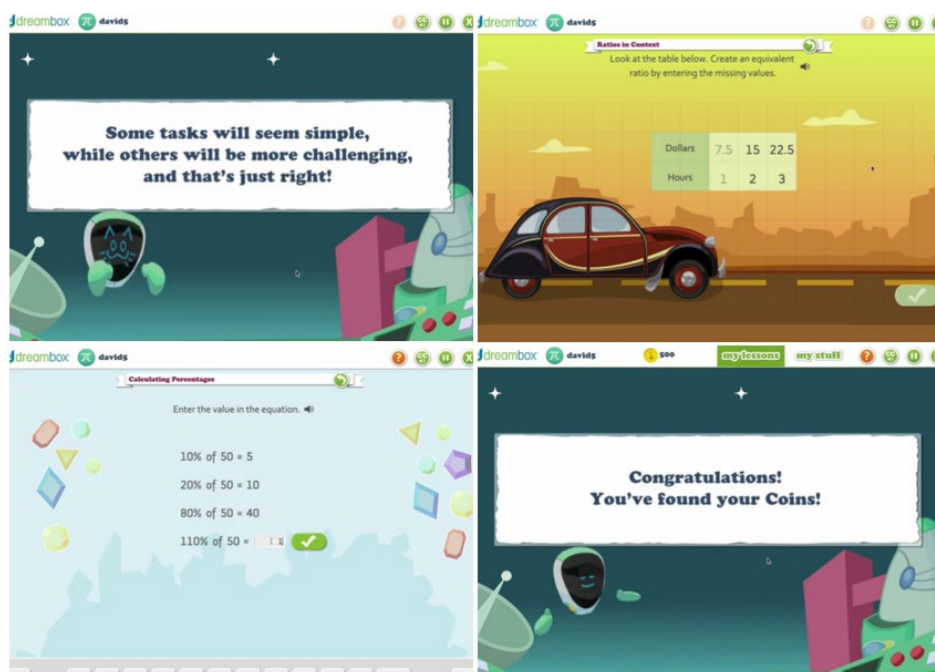 dreambox davids
Some tasks will seem simple,
while others will be more challenging,
and that's just right!
dreambox davids
Ratios in Context
Look at the table below. Create an equivalent
ratio by entering the missing values.
Dollars 7.5 15 22.5
Hours 1 2 3
dreambox davids
Calculating Percentages
Enter the value in the equation.
10% of 50 = 5
20% of 50 = 10
80% of 50 = 40
110% of 50 =
dreambox davids 500 my lessons my stuff ?
Congratulations!
You've found your Coins!